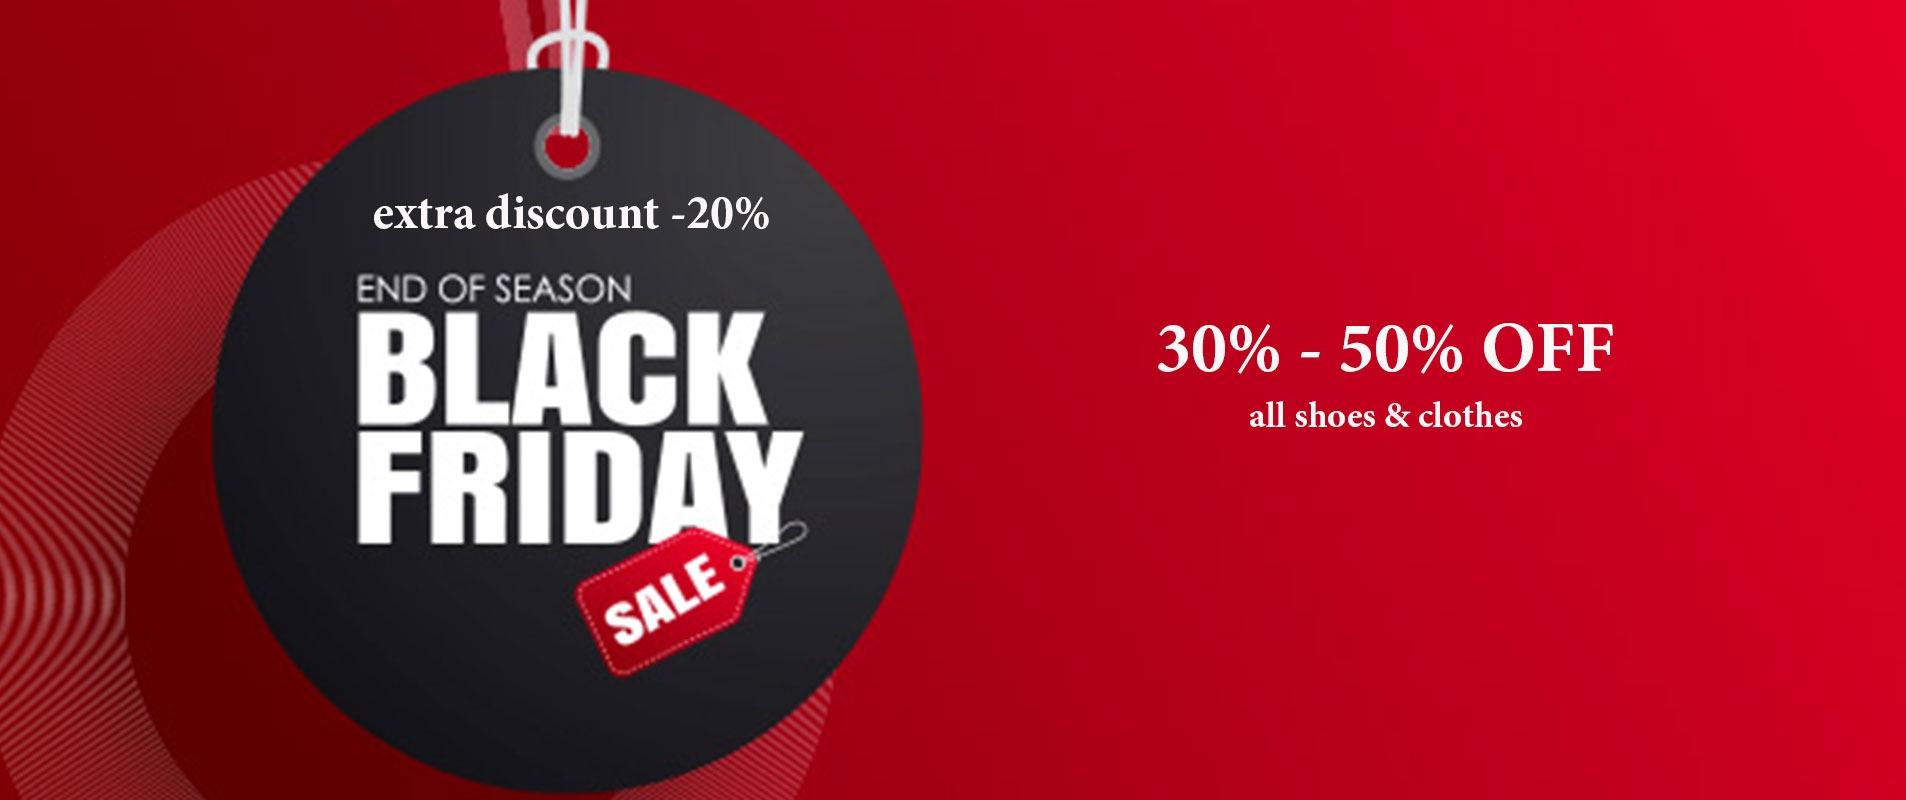 extra discount -20%
END OF SEASON
BLACK
FRIDAY
SALE
30% - 50% OFF
all shoes & clothes